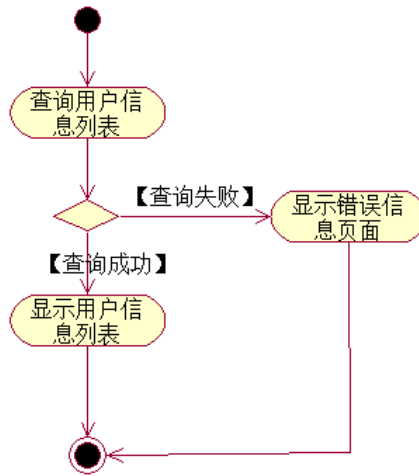 查询用户信
息列表
【查询失败】
显示错误信
息页面
【查询成功】
显示用户信
息列表